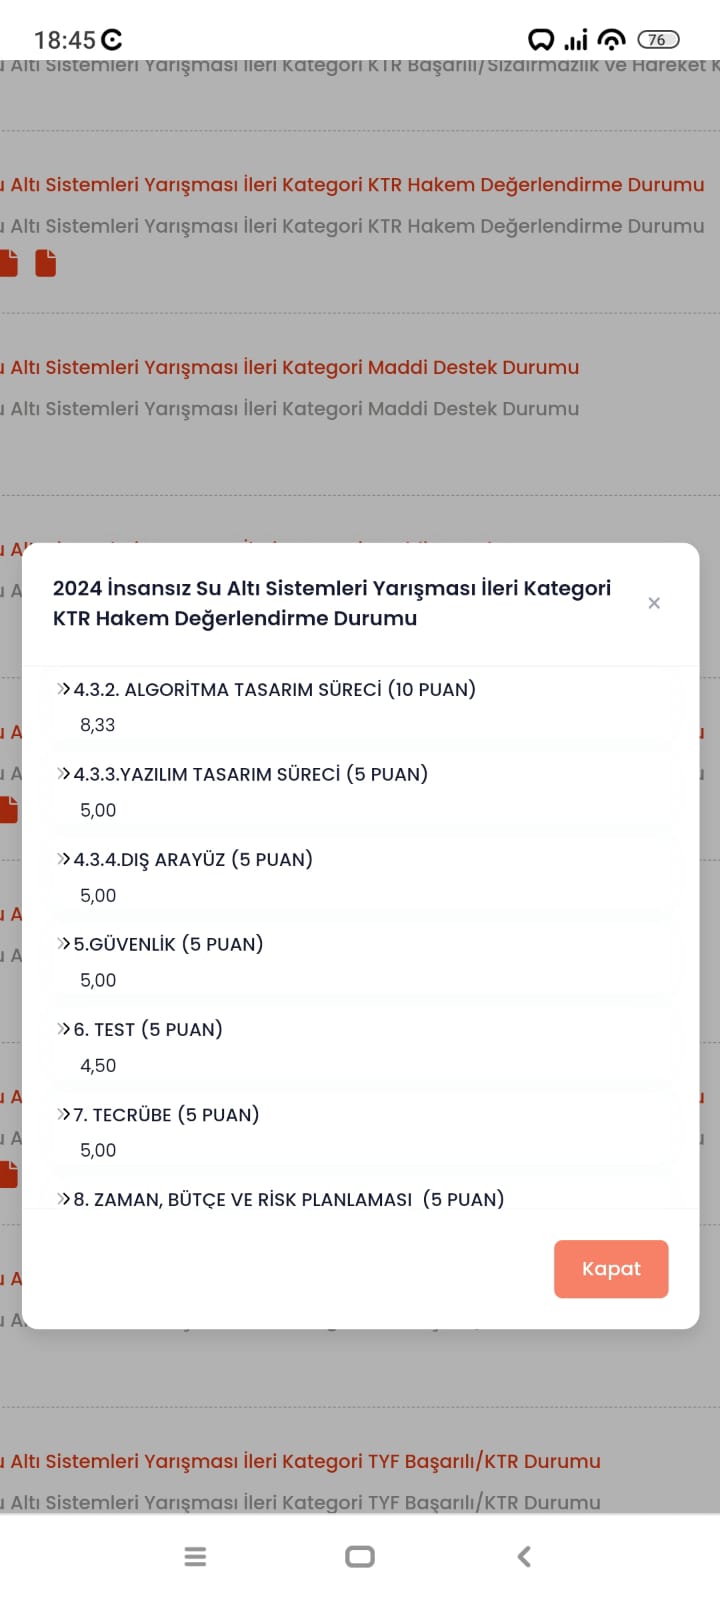 18:45
76
Altı Sistemleri Yarışması İleri Kategori KTR Başarılı/Sızdırmazlık ve Hareket K
Altı Sistemleri Yarışması İleri Kategori KTR Hakem Değerlendirme Durumu
Altı Sistemleri Yarışması İleri Kategori KTR Hakem Değerlendirme Durumu
Altı Sistemleri Yarışması İleri Kategori Maddi Destek Durumu
Altı Sistemleri Yarışması İleri Kategori Maddi Destek Durumu
2024 İnsansız Su Altı Sistemleri Yarışması İleri Kategori
KTR Hakem Değerlendirme Durumu
×
4.3.2. ALGORİTMA TASARIM SÜRECİ (10 PUAN)
8,33
4.3.3.YAZILIM TASARIM SÜRECİ (5 PUAN)
5,00
4.3.4.DIŞ ARAYÜZ (5 PUAN)
5,00
5.GÜVENLİK (5 PUAN)
5,00
6. TEST (5 PUAN)
4,50
7. TECRÜBE (5 PUAN)
5,00
8. ZAMAN, BÜTÇE VE RİSK PLANLAMASI (5 PUAN)
Kapat
Altı Sistemleri Yarışması İleri Kategori TYF Başarılı/KTR Durumu
Altı Sistemleri Yarışması İleri Kategori TYF Başarılı/KTR Durumu